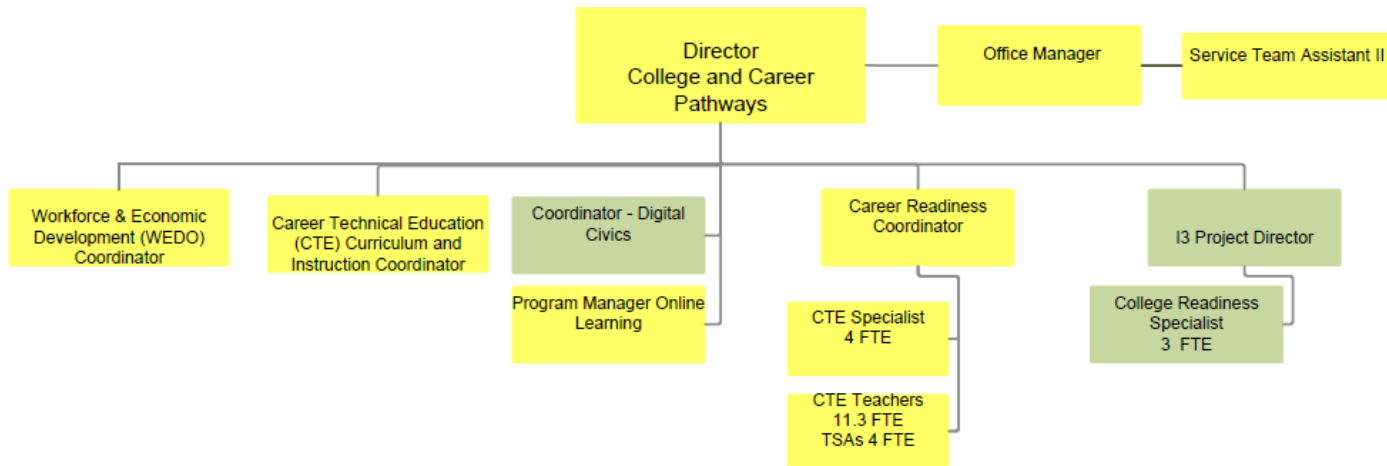 Director
College and Career
Pathways
Office Manager
Service Team Assistant II
Workforce & Economic
Development (WEDO)
Coordinator
Career Technical Education
(CTE) Curriculum and
Instruction Coordinator
Coordinator - Digital
Civics
Program Manager Online
Learning
Career Readiness
Coordinator
CTE Specialist
4 FTE
CTE Teachers
11.3 FTE
TSAs 4 FTE
I3 Project Director
College Readiness
Specialist
3 FTE